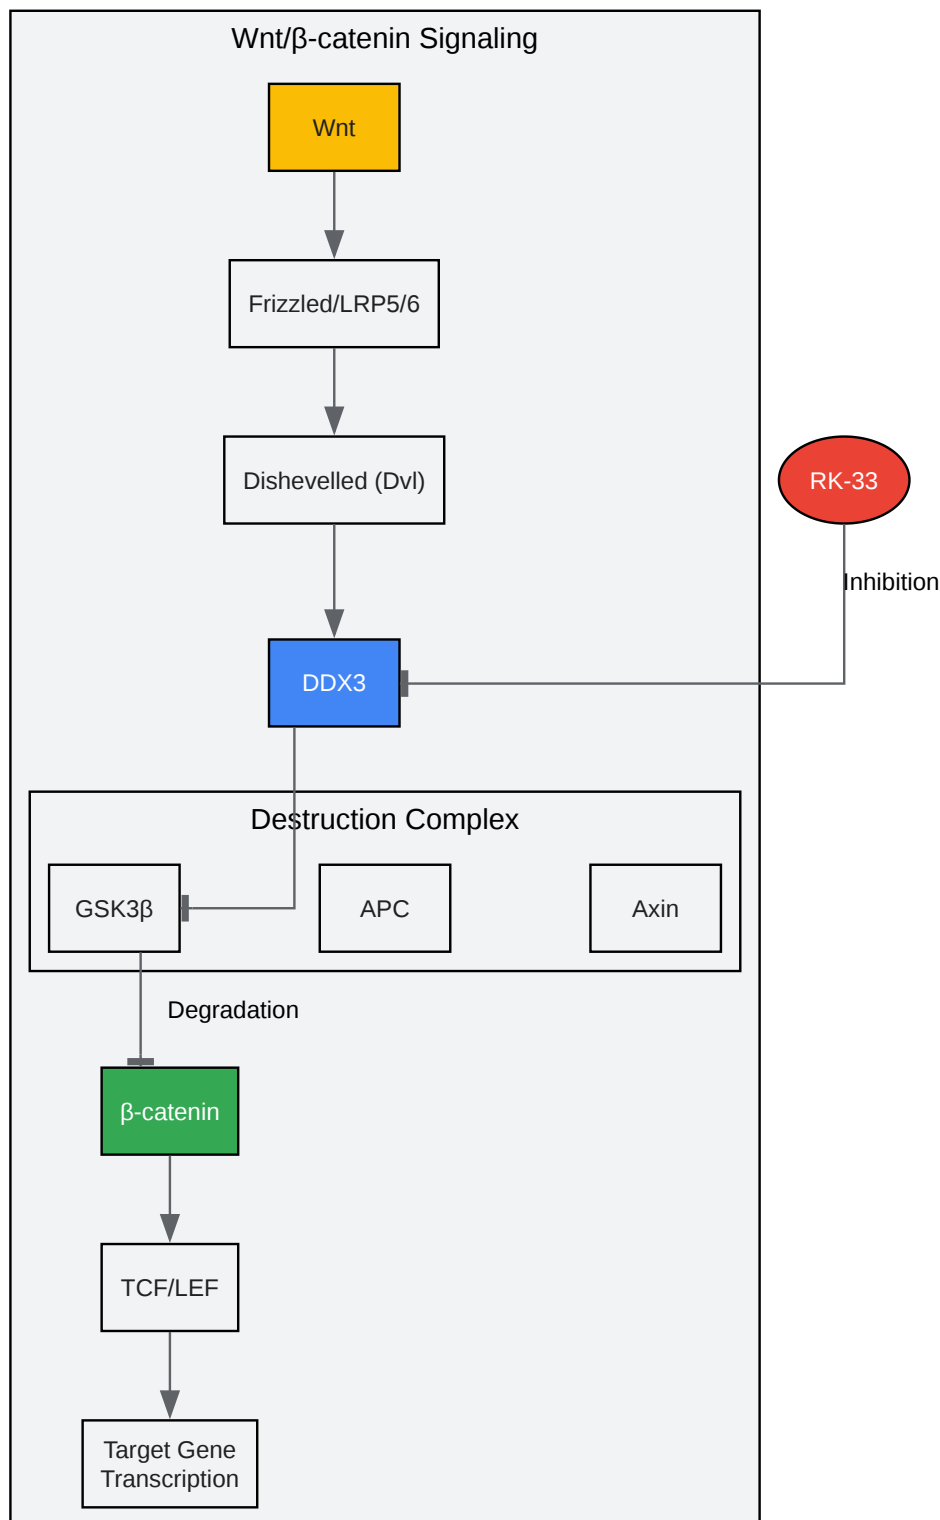 Wnt/β-catenin Signaling
Wnt
Frizzled/LRP5/6
Dishevelled (Dvl)
RK-33
Inhibition
DDX3
Destruction Complex
GSK3β
APC
Axin
Degradation
β-catenin
TCF/LEF
Target Gene
Transcription